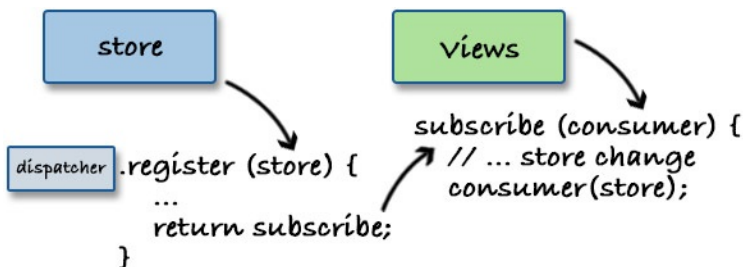 store
Views
dispatcher .register (store) {
...
return subscribe;
}
subscribe (consumer) {
// ... store change
consumer(store);